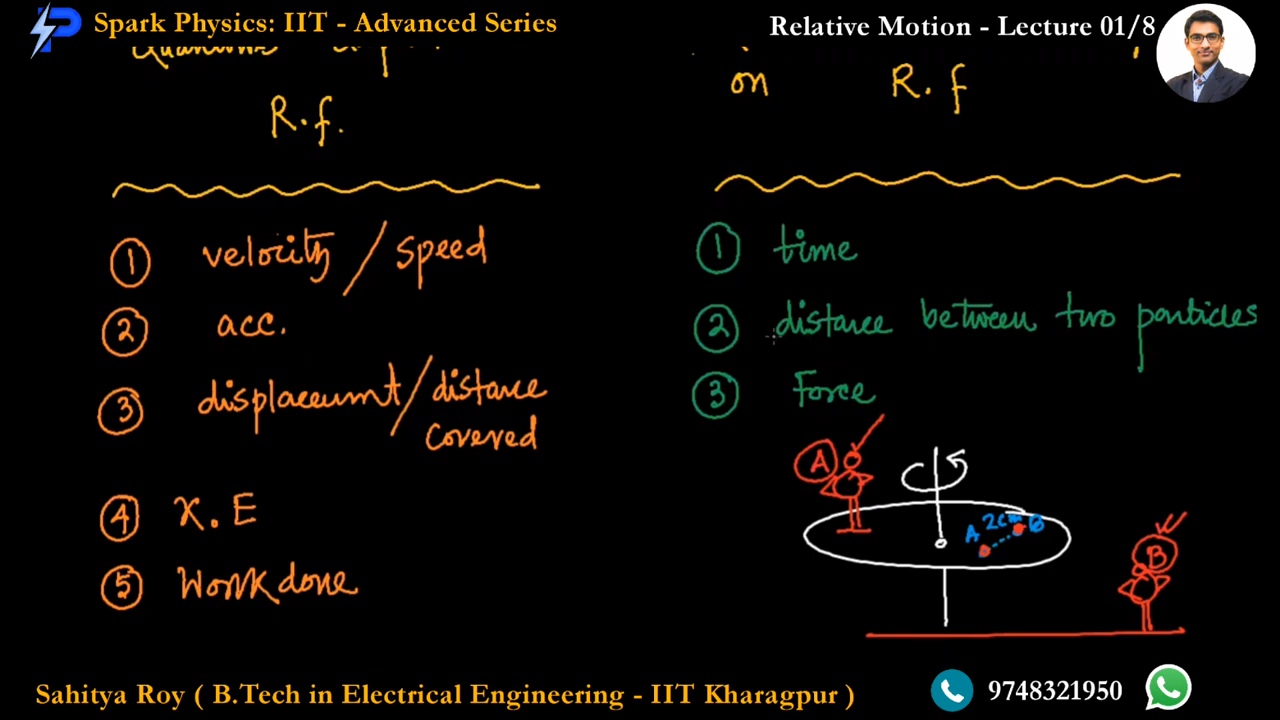 Spark Physics: IIT - Advanced Series
Relative Motion - Lecture 01/8
R.f.
on R.f
① velocity / speed
② acc.
③ displacement / distance covered
④ K.E
⑤ Work done
① time
② distance between two particles
③ Force
A
A 2cm B
B
Sahitya Roy ( B.Tech in Electrical Engineering - IIT Kharagpur )
9748321950